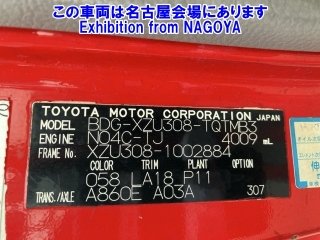 この車両は名古屋会場にあります
Exhibition from NAGOYA
TOYOTA MOTOR CORPORATION JAPAN
MODEL BDG-XZU308-TQTMB3
ENGINE N04C-TJ 4009 mL
FRAME No. XZU308-1002884
COLOR TRIM PLANT OPTION
058 LA18 P11
TRANS./AXLE A860E A03A 307